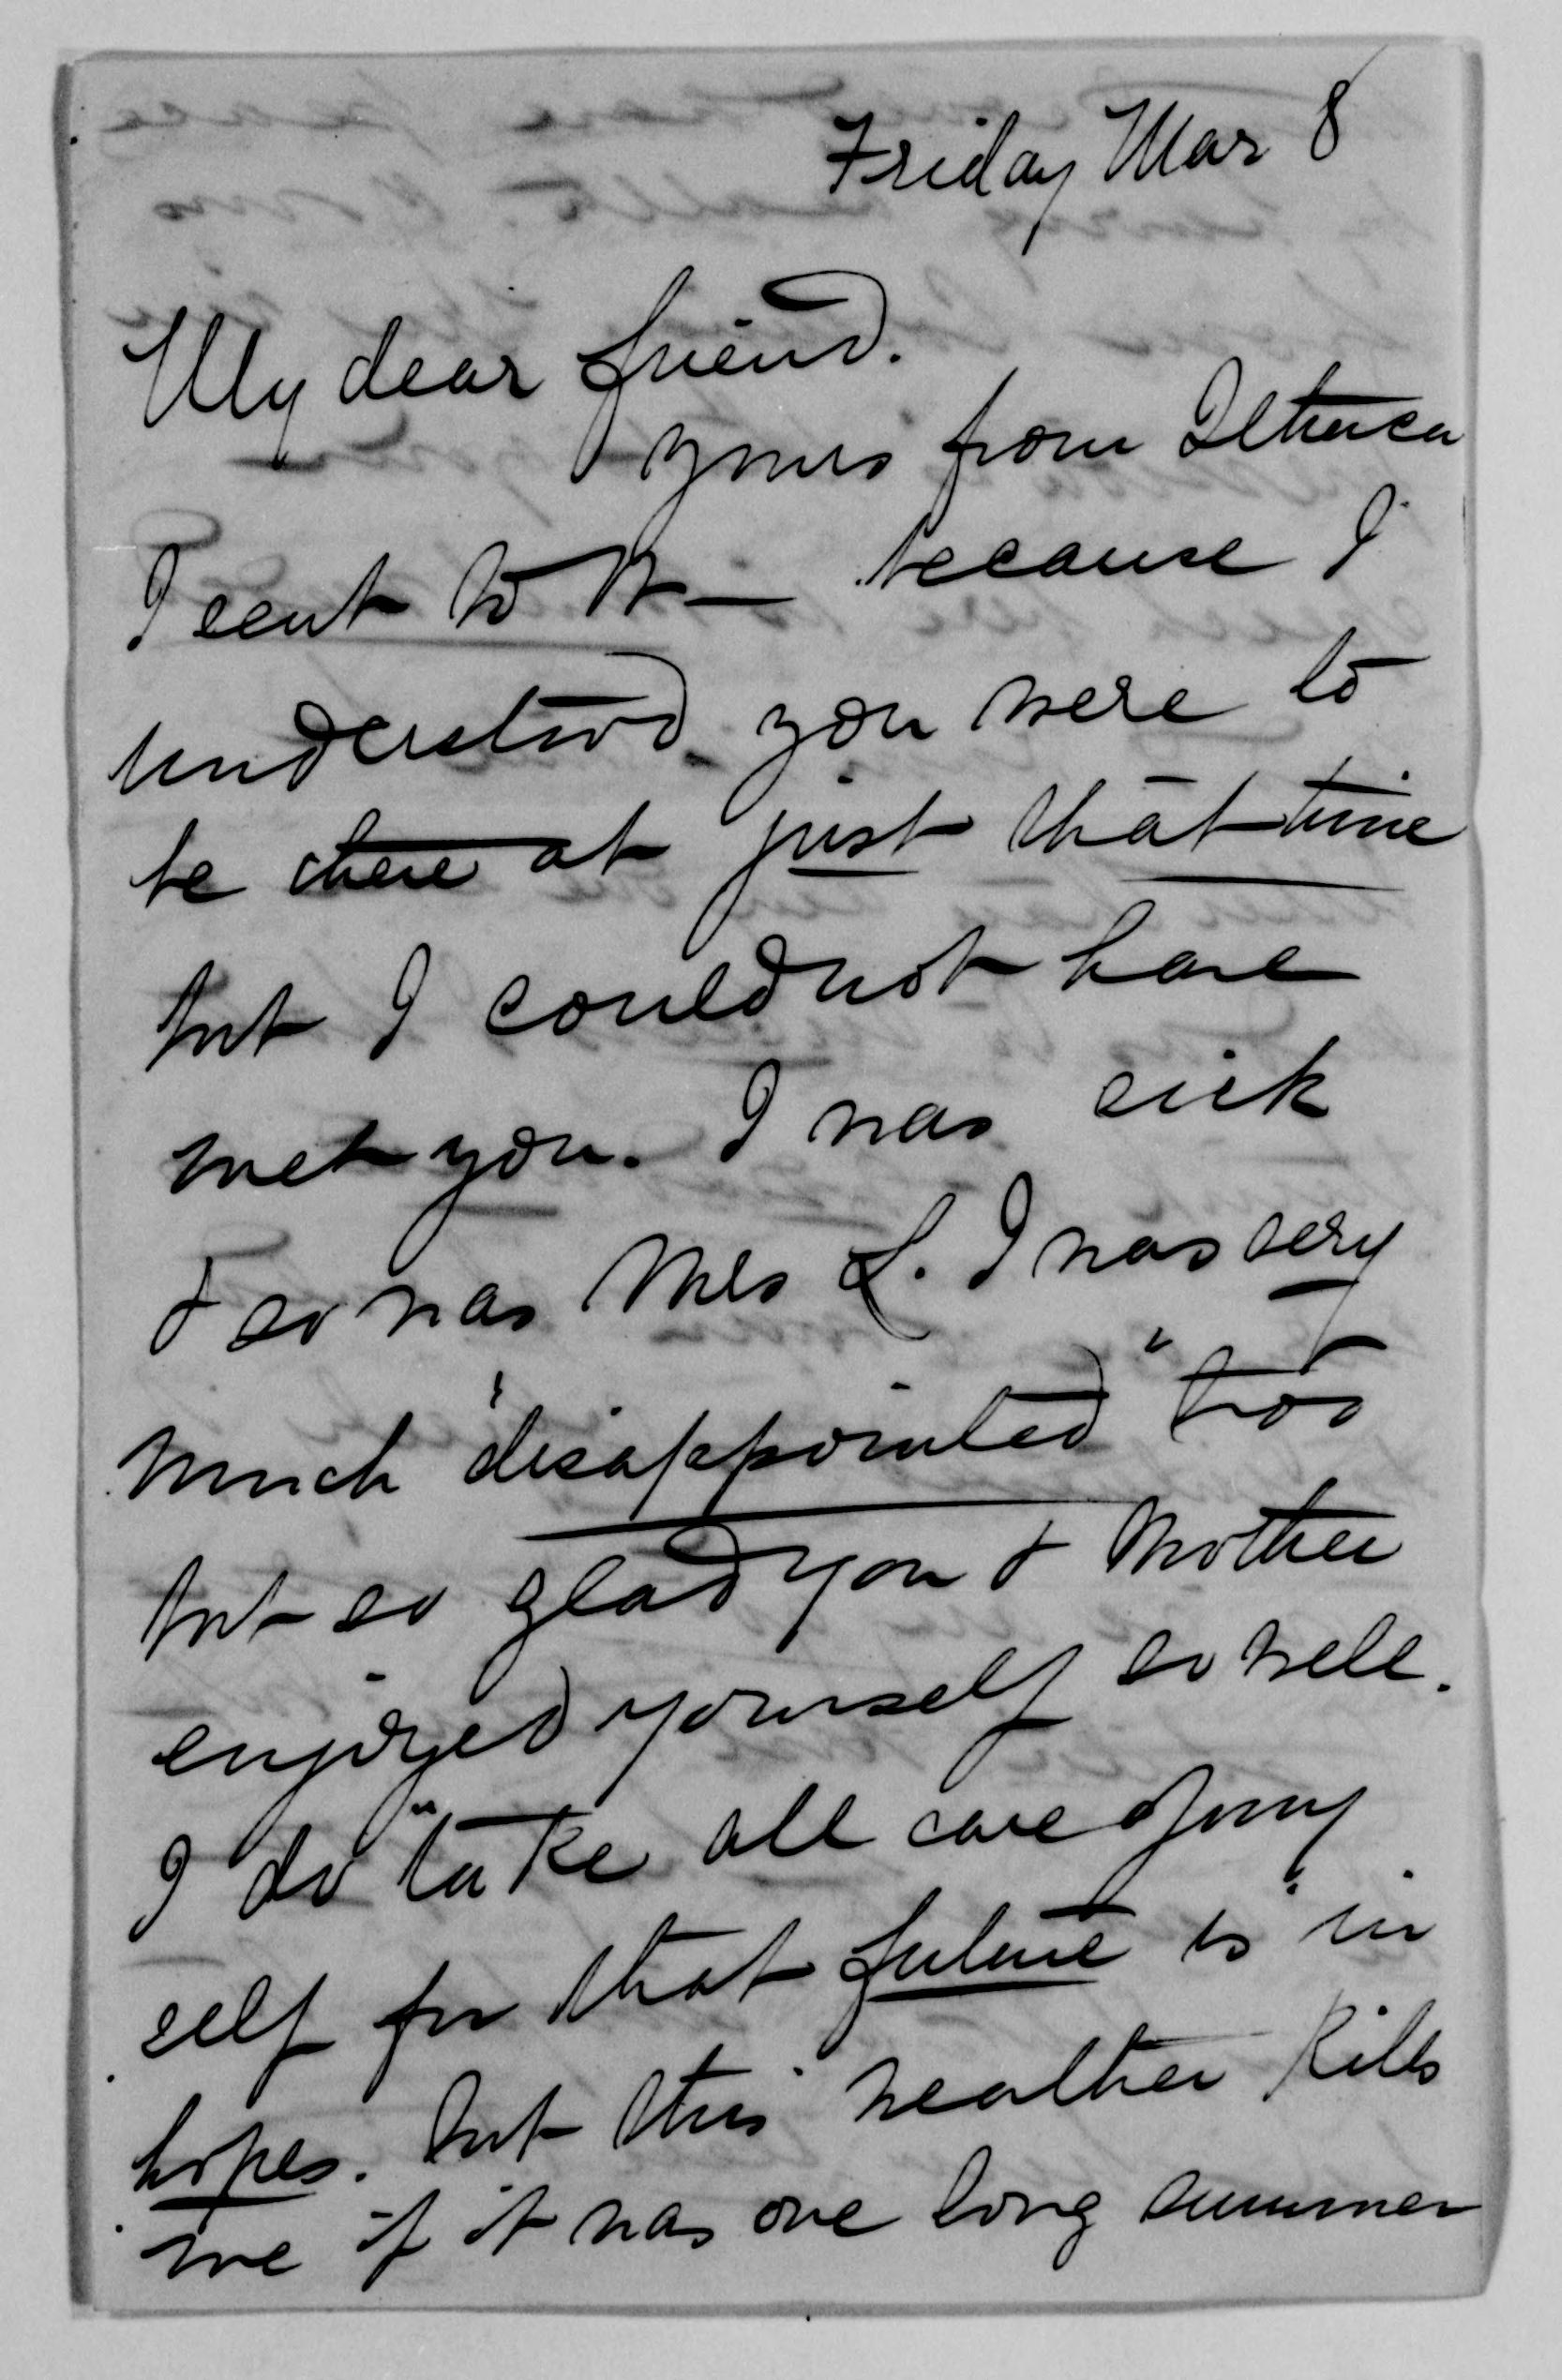 Friday Mar 8
My dear friend.
yours from Ithaca
I sent to B— because I
understood you were to
be there at just that time
but I could not have
met you. I was sick
& so was Mrs L. I was very
much "disappointed" too
but so glad you & Mother
enjoyed yourself so well.
I do "take all care of my
self for that future" is in
hopes. but this weather kills
me if it was one long summer